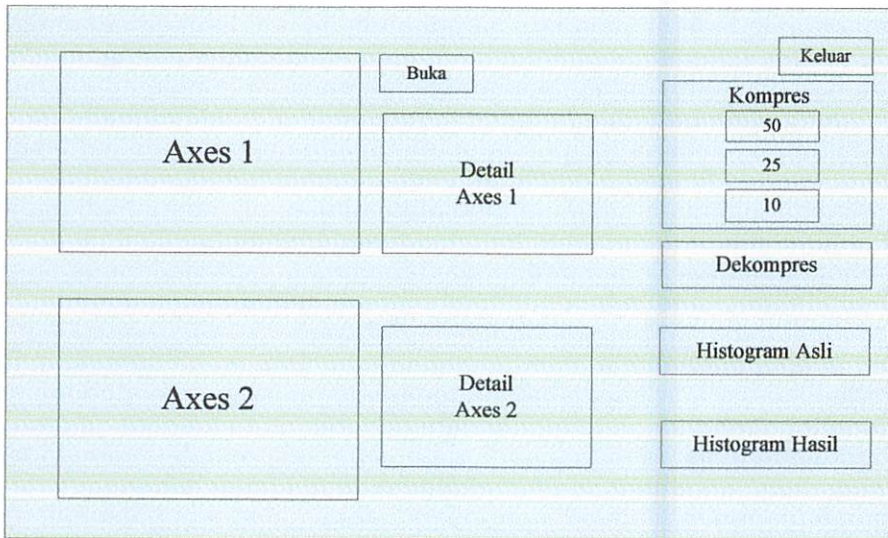 Keluar
Buka
Kompres
50
Axes 1
25
Detail
Axes 1
10
Dekompres
Histogram Asli
Detail
Axes 2
Axes 2
Histogram Hasil